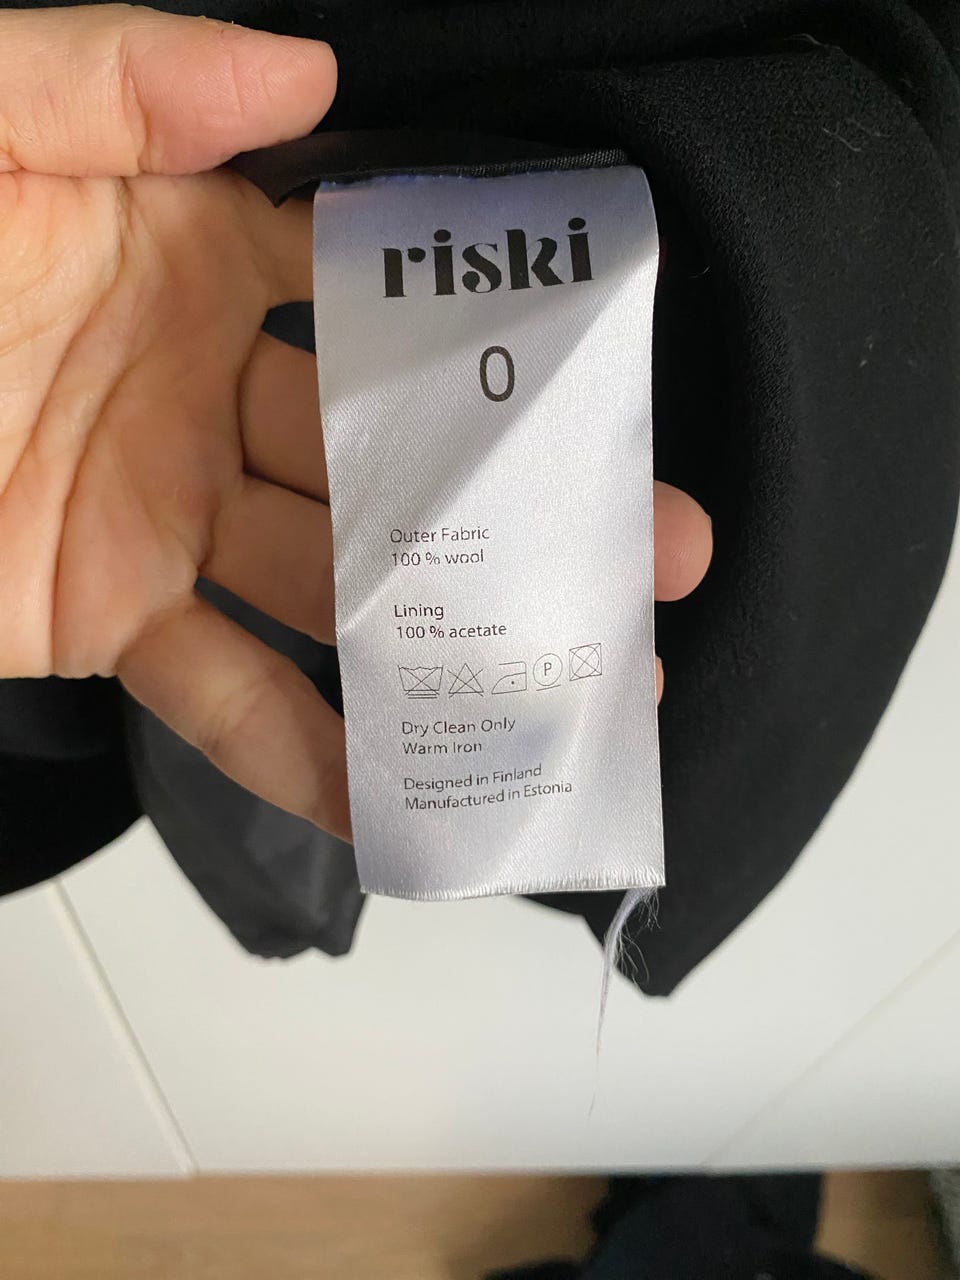 riski
0
Outer Fabric
100 % wool
Lining
100 % acetate
P
Dry Clean Only
Warm Iron
Designed in Finland
Manufactured in Estonia